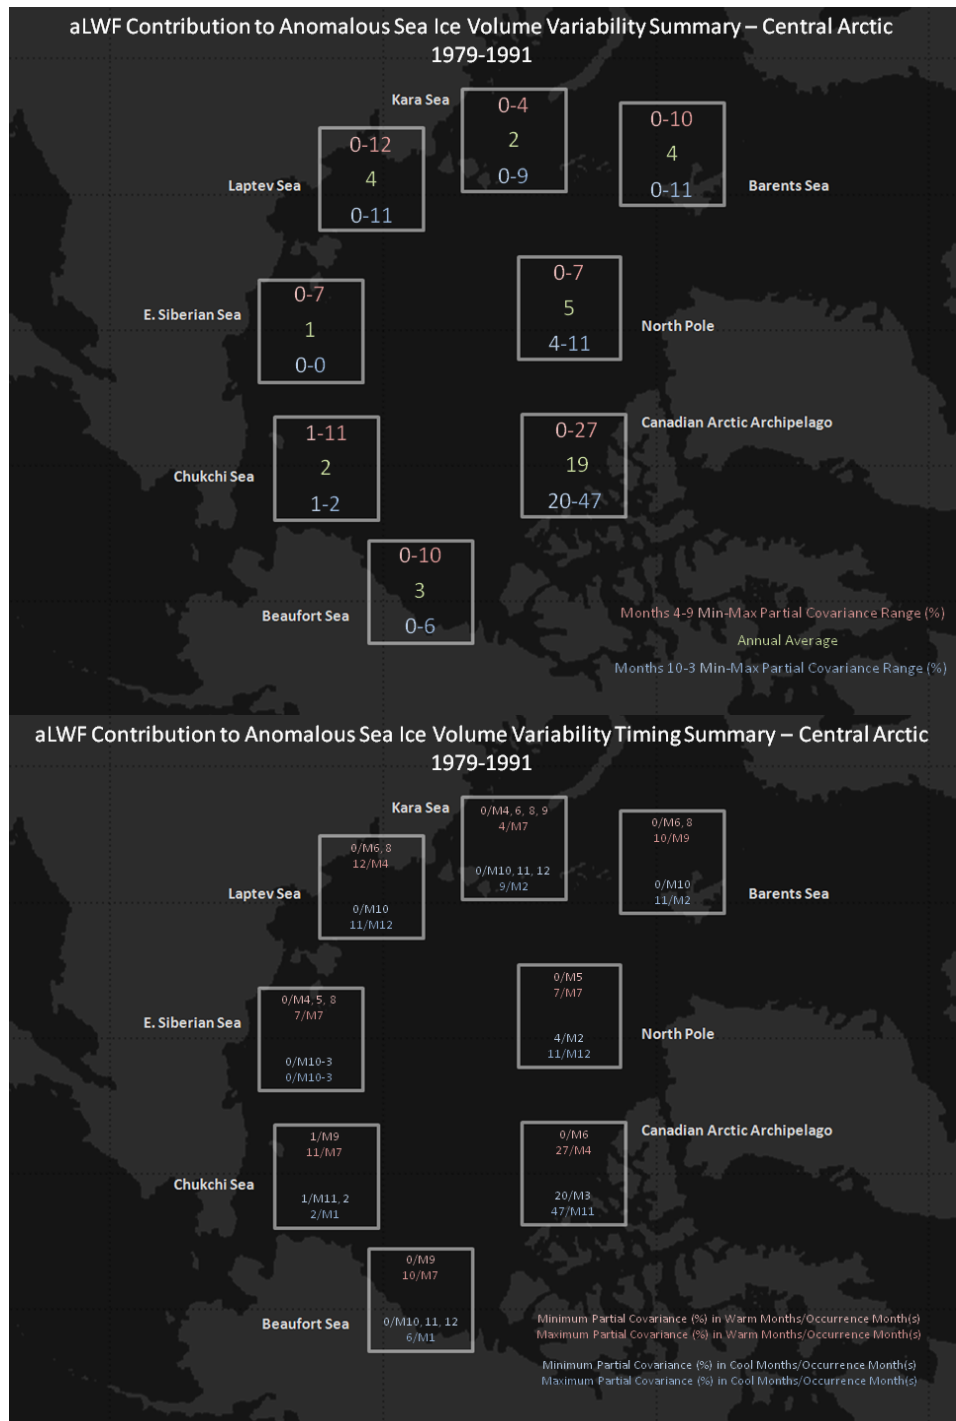 aLWF Contribution to Anomalous Sea Ice Volume Variability Summary – Central Arctic
1979-1991
Kara Sea
0-4
2
0-9
0-10
4
0-11
Barents Sea
Laptev Sea
0-12
4
0-11
E. Siberian Sea
0-7
1
0-0
0-7
5
4-11
North Pole
Chukchi Sea
1-11
2
1-2
Canadian Arctic Archipelago
0-27
19
20-47
Beaufort Sea
0-10
3
0-6
Months 4-9 Min-Max Partial Covariance Range (%)
Annual Average
Months 10-3 Min-Max Partial Covariance Range (%)
aLWF Contribution to Anomalous Sea Ice Volume Variability Timing Summary – Central Arctic
1979-1991
Kara Sea
0/M4, 6, 8, 9
4/M7
0/M10, 11, 12
9/M2
0/M6, 8
10/M9
0/M10
11/M2
Barents Sea
Laptev Sea
0/M6, 8
12/M4
0/M10
11/M12
E. Siberian Sea
0/M4, 5, 8
7/M7
0/M10-3
0/M10-3
0/M5
7/M7
4/M2
11/M12
North Pole
Chukchi Sea
1/M9
11/M7
1/M11, 2
2/M1
Canadian Arctic Archipelago
0/M6
27/M4
20/M3
47/M11
Beaufort Sea
0/M9
10/M7
0/M10, 11, 12
6/M1
Minimum Partial Covariance (%) in Warm Months/Occurrence Month(s)
Maximum Partial Covariance (%) in Warm Months/Occurrence Month(s)
Minimum Partial Covariance (%) in Cool Months/Occurrence Month(s)
Maximum Partial Covariance (%) in Cool Months/Occurrence Month(s)